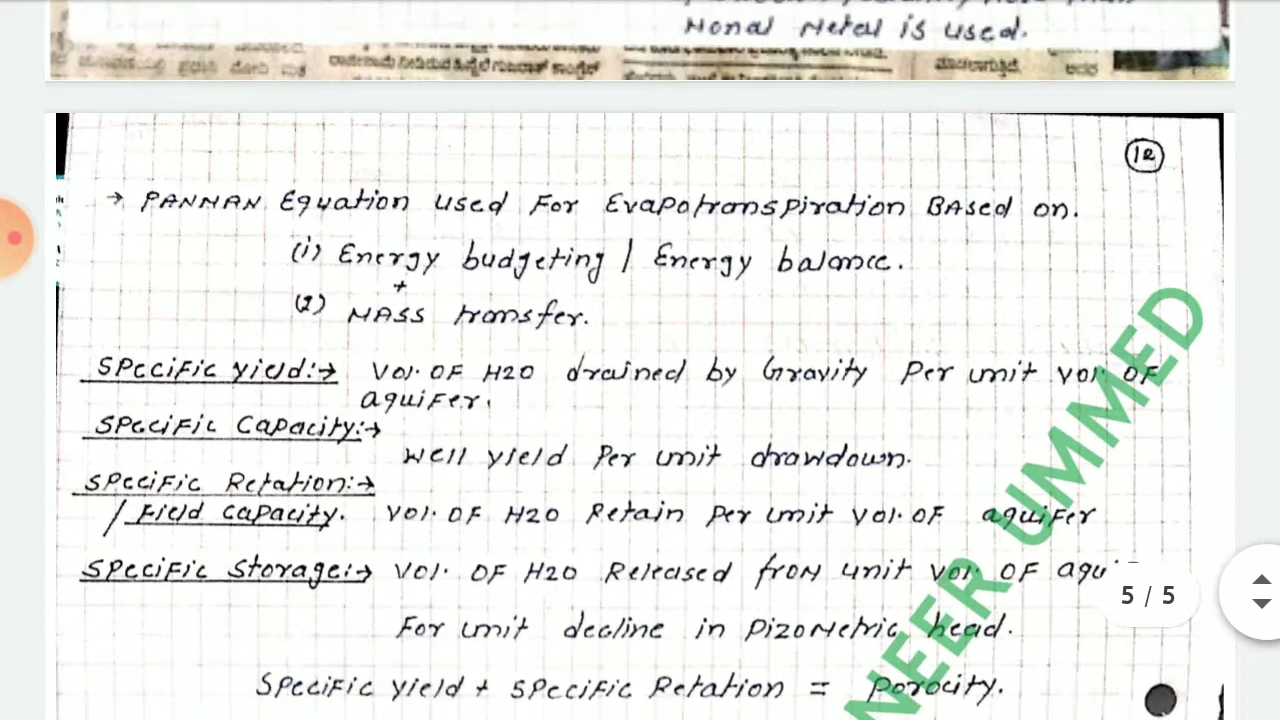 Monal Metal is used.
12
→ PANMAN Equation used For Evapotranspiration BAsed on.
(i) Energy budgeting / Energy balance.
+
(2) MASS transfer.
Specific yield:→ Vol. OF H2O drained by Gravity Per unit vol. OF
aquifer.
Specific Capacity:→
Well yield Per unit drawdown.
Specific Retation:→
/ Field capacity. Vol. OF H2O Retain Per unit Vol. OF aquifer
Specific Storage:→ Vol. OF H2O Released from unit vol. OF
For unit decline in Pizometric head.
Specific yield + Specific Retation = Porocity.
NEER UMMED
5 / 5